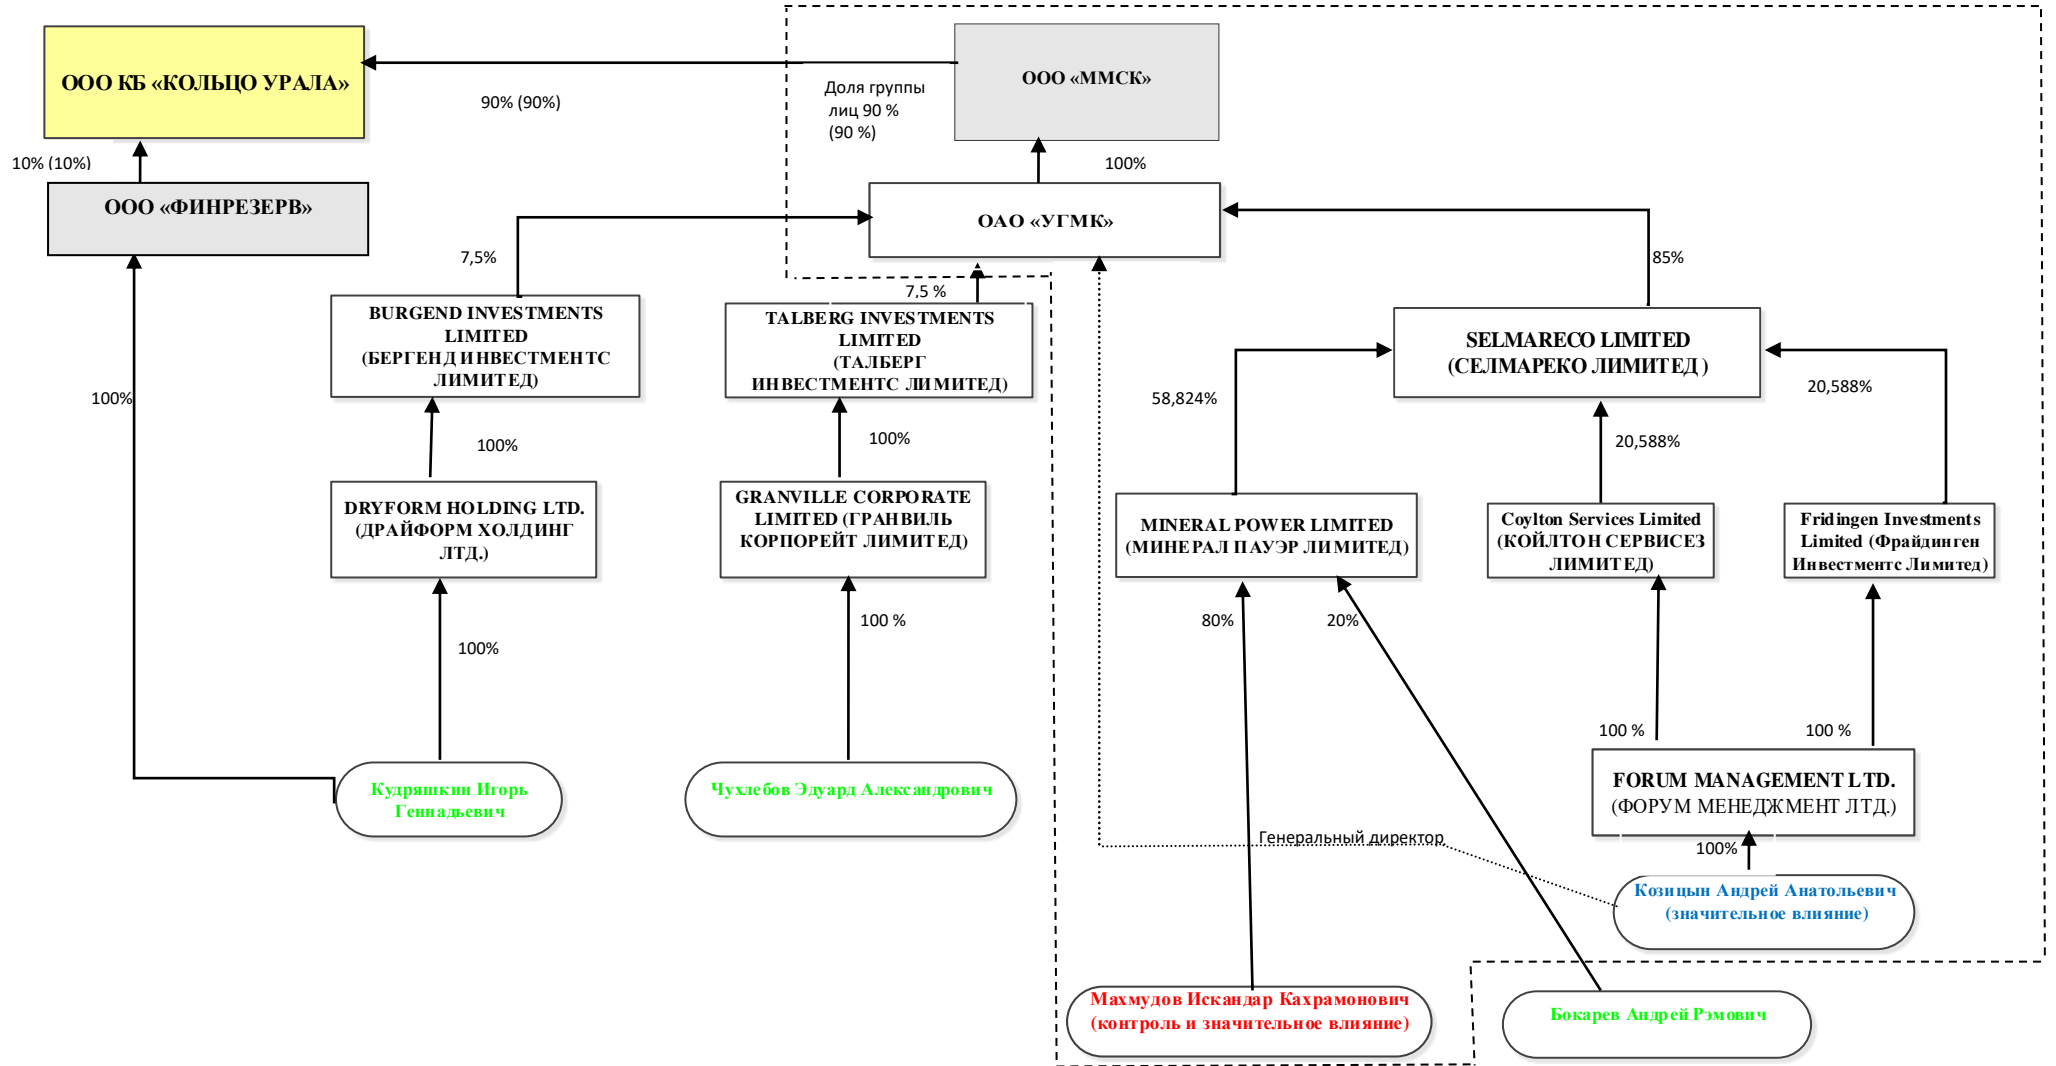 ООО КБ «КОЛЬЦО УРАЛА»
ООО «ММСК»
90% (90%)
Доля группы
лиц 90 %
(90 %)
10% (10%)
100%
ООО «ФИНРЕЗЕРВ»
ОАО «УГМК»
7,5%
7,5 %
85%
BURGEND INVESTMENTS
LIMITED
(БЕРГЕНД ИНВЕСТМЕНТС
ЛИМИТЕД)
TALBERG INVESTMENTS
LIMITED
(ТАЛБЕРГ
ИНВЕСТМЕНТС ЛИМИТЕД)
SELMARECO LIMITED
(СЕЛМАРЕКО ЛИМИТЕД )
100%
58,824%
20,588%
20,588%
100%
100%
DRYFORM HOLDING LTD.
(ДРАЙФОРМ ХОЛДИНГ
ЛТД.)
GRANVILLE CORPORATE
LIMITED (ГРАНВИЛЬ
КОРПОРЕЙТ ЛИМИТЕД)
MINERAL POWER LIMITED
(МИНЕРАЛ ПАУЭР ЛИМИТЕД)
Coylton Services Limited
(КОЙЛТОН СЕРВИСЕЗ
ЛИМИТЕД)
Fridingen Investments
Limited (Фрайдинген
Инвестментс Лимитед)
100%
100 %
80%
20%
100 %
100 %
Кудряшкин Игорь
Геннадьевич
Чухлебов Эдуард Александрович
FORUM MANAGEMENT LTD.
(ФОРУМ МЕНЕДЖМЕНТ ЛТД.)
Генеральный директор
100%
Козицын Андрей Анатольевич
(значительное влияние)
Махмудов Искандар Кахрамонович
(контроль и значительное влияние)
Бокарев Андрей Рэмович